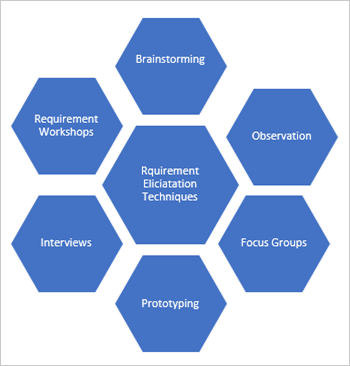 Brainstorming
Requirement
Workshops
Observation
Rquirement
Eliciatation
Techniques
Interviews
Focus Groups
Prototyping